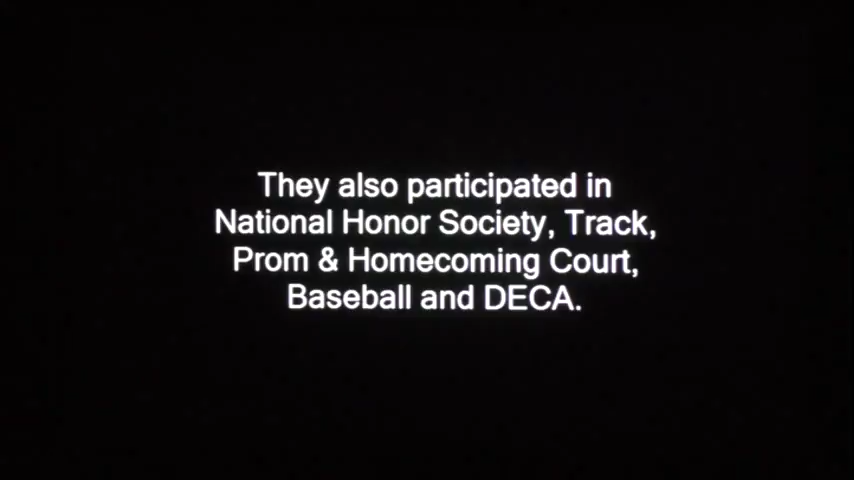 They also participated in
National Honor Society, Track,
Prom & Homecoming Court,
Baseball and DECA.